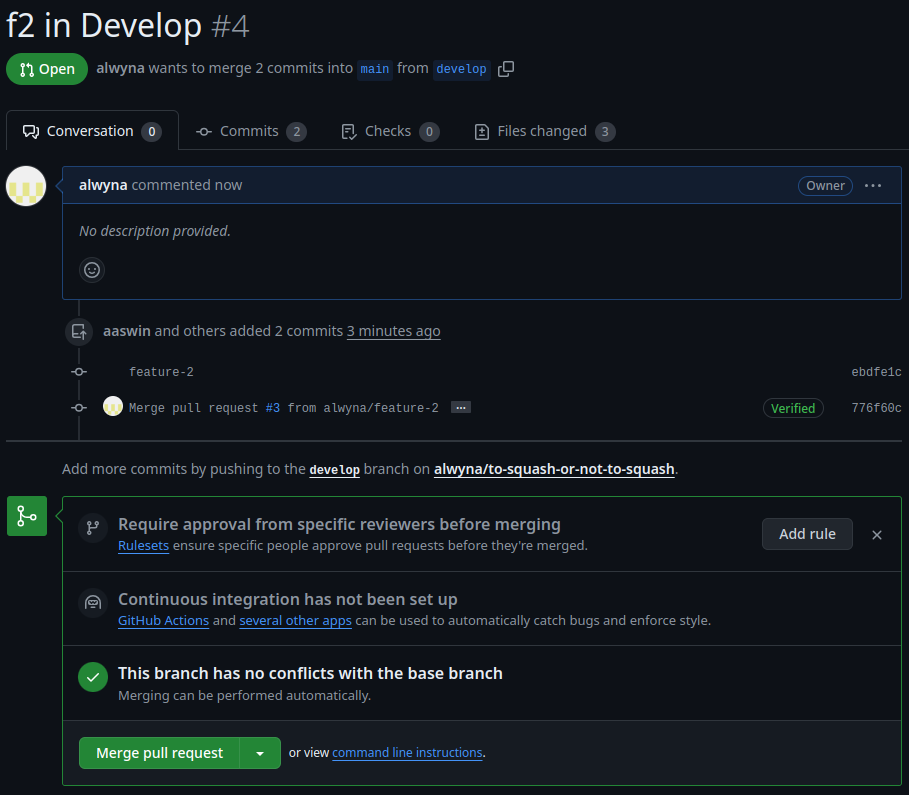 f2 in Develop #4
Open alwyna wants to merge 2 commits into main from develop
Conversation 0 Commits 2 Checks 0 Files changed 3
alwyna commented now Owner ...
No description provided.
aaswin and others added 2 commits 3 minutes ago
feature-2 ebdfe1c
Merge pull request #3 from alwyna/feature-2 ... Verified 776f60c
Add more commits by pushing to the develop branch on alwyna/to-squash-or-not-to-squash.
Require approval from specific reviewers before merging
Rulesets ensure specific people approve pull requests before they're merged.
Add rule
Continuous integration has not been set up
GitHub Actions and several other apps can be used to automatically catch bugs and enforce style.
This branch has no conflicts with the base branch
Merging can be performed automatically.
Merge pull request or view command line instructions.